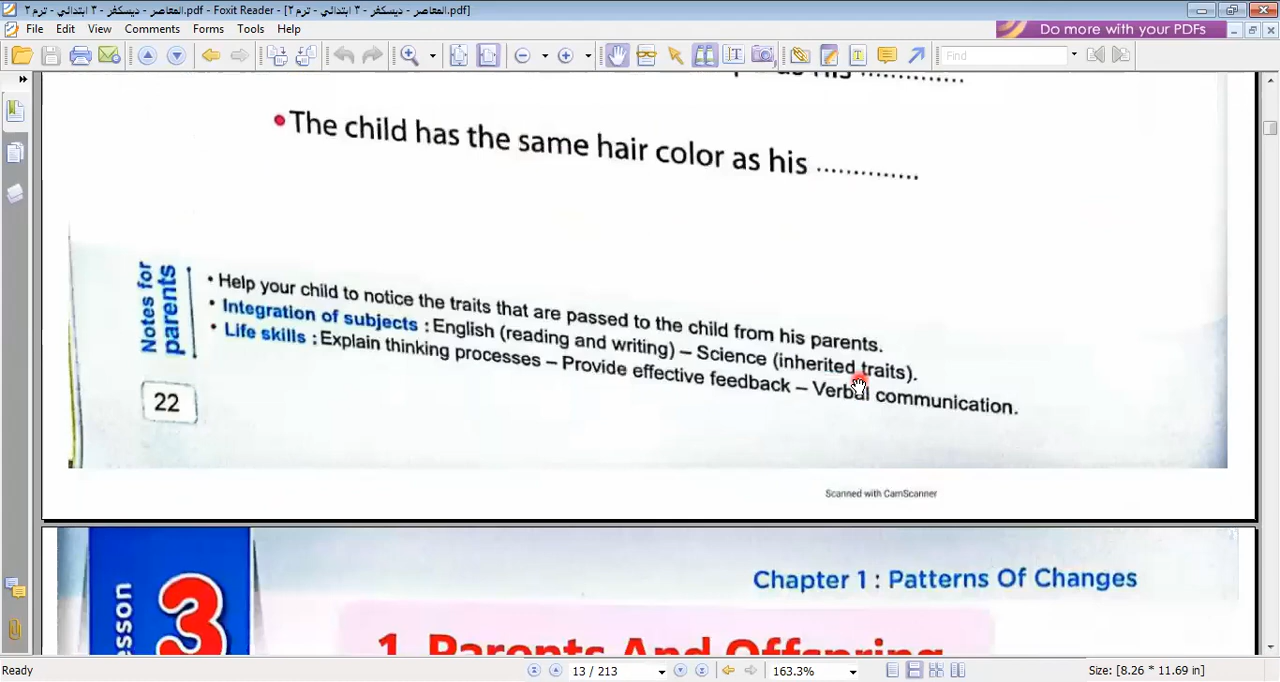 المعاصر - ديسكفر - ٣ ابتدائي - ترم ٢.pdf - Foxit Reader - [المعاصر - ديسكفر - ٣ ابتدائي - ترم ٢.pdf]
File Edit View Comments Forms Tools Help
Do more with your PDFs
Find
•The child has the same hair color as his ..............
Notes for parents
• Help your child to notice the traits that are passed to the child from his parents.
• Integration of subjects : English (reading and writing) – Science (inherited traits).
• Life skills : Explain thinking processes – Provide effective feedback – Verbal communication.
22
Scanned with CamScanner
Chapter 1 : Patterns Of Changes
3
1 Parents And Offspring
Ready
13 / 213
163.3%
Size: [8.26 * 11.69 in]